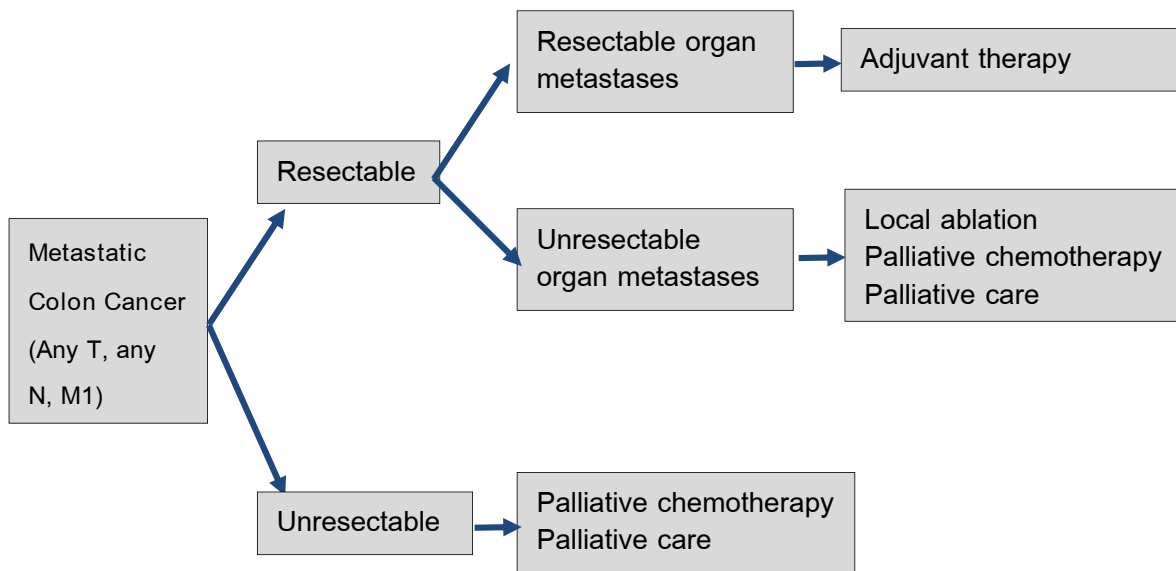 Metastatic
Colon Cancer
(Any T, any
N, M1)
Resectable
Resectable organ
metastases
Adjuvant therapy
Unresectable
organ metastases
Local ablation
Palliative chemotherapy
Palliative care
Unresectable
Palliative chemotherapy
Palliative care